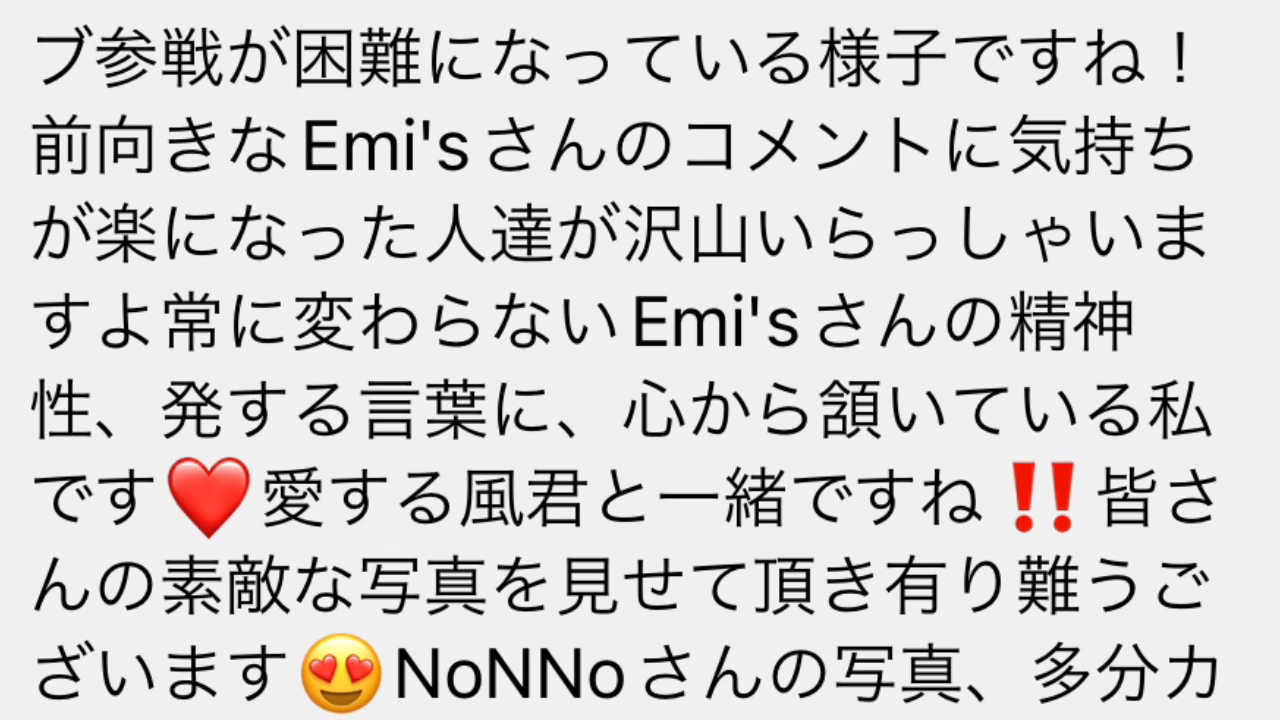 ブ参戦が困難になっている様子ですね！
前向きなEmi'sさんのコメントに気持ち
が楽になった人達が沢山いらっしゃいま
すよ常に変わらないEmi'sさんの精神
性、発する言葉に、心から頷いている私
です❤️愛する風君と一緒ですね‼️皆さ
んの素敵な写真を見せて頂き有り難うご
ざいます😍NoNNoさんの写真、多分カ